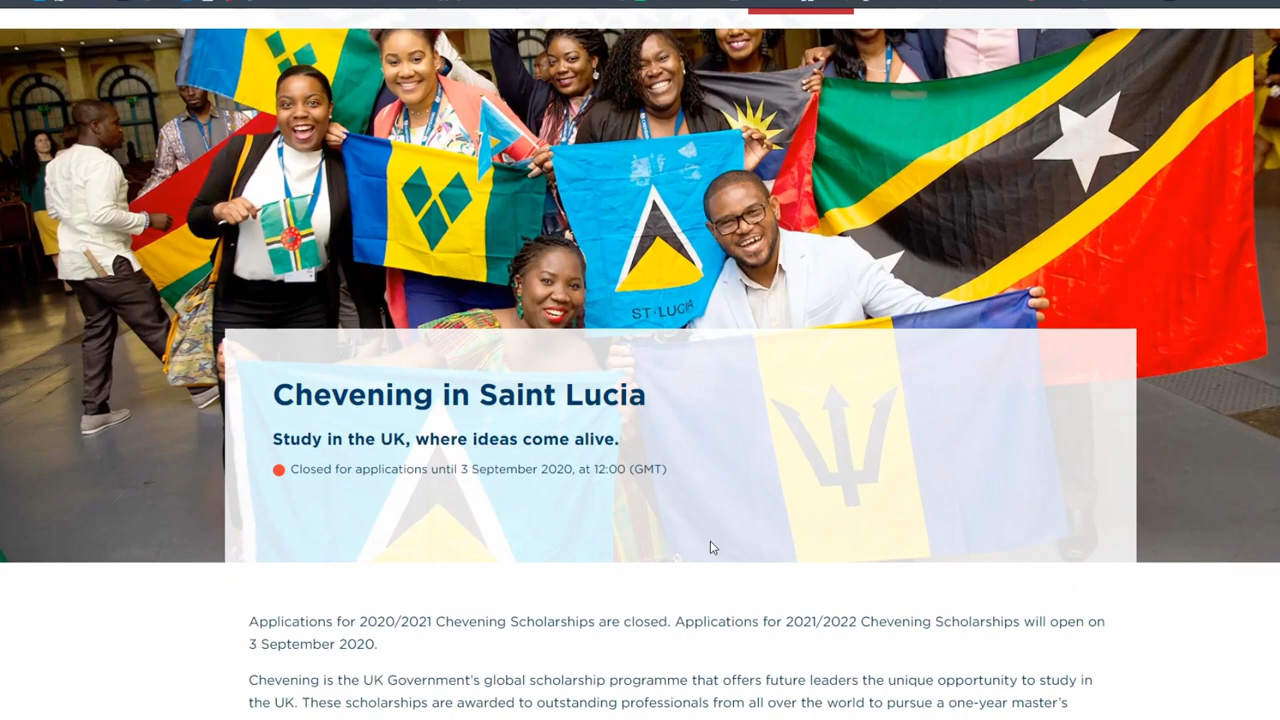 ST·LUCIA
Chevening in Saint Lucia
Study in the UK, where ideas come alive.
Closed for applications until 3 September 2020, at 12:00 (GMT)
Applications for 2020/2021 Chevening Scholarships are closed. Applications for 2021/2022 Chevening Scholarships will open on
3 September 2020.
Chevening is the UK Government’s global scholarship programme that offers future leaders the unique opportunity to study in
the UK. These scholarships are awarded to outstanding professionals from all over the world to pursue a one-year master’s